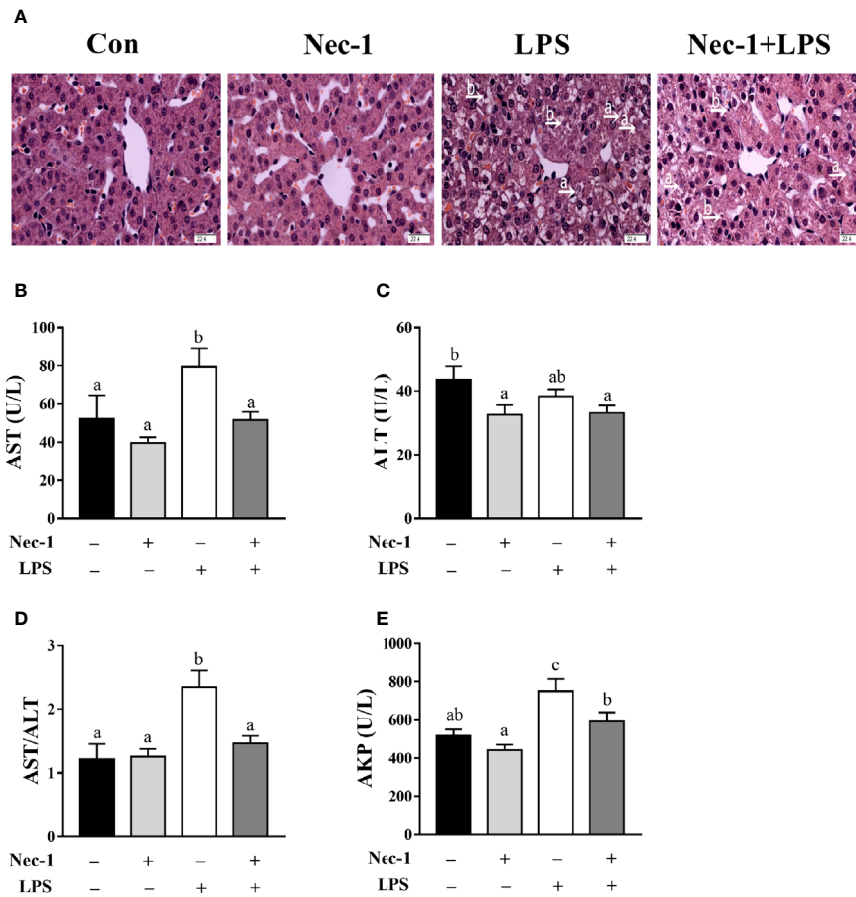 A
Con Nec-1 LPS Nec-1+LPS
b b a a a b a a b
22.4 22.4 22.4 22.4
B
AST (U/L)
100
80
60
40
20
0
a a b a
Nec-1 – + – +
LPS – – + +
C
ALT (U/L)
60
40
20
0
b a ab a
Nec-1 – + – +
LPS – – + +
D
AST/ALT
3
2
1
0
a a b a
Nec-1 – + – +
LPS – – + +
E
AKP (U/L)
1000
800
600
400
200
0
ab a c b
Nec-1 – + – +
LPS – – + +